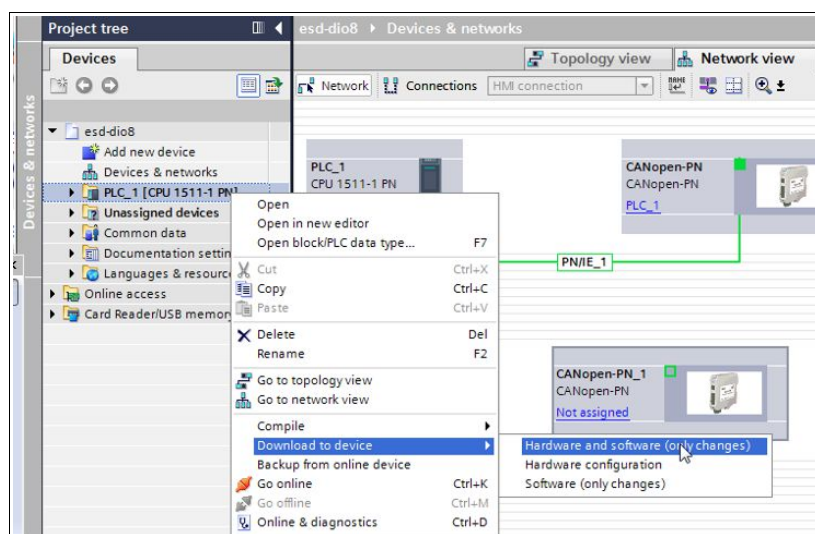 Project tree
esd-dio8 ▸ Devices & networks
Devices
Topology view
Network view
Network
Connections
HMI connection
Devices & networks
esd-dio8
Add new device
Devices & networks
PLC_1 [CPU 1511-1 PN]
Unassigned devices
Common data
Documentation settin
Languages & resourc
Online access
Card Reader/USB memor
PLC_1
CPU 1511-1 PN
CANopen-PN
CANopen-PN
PLC_1
PN/IE_1
CANopen-PN_1
CANopen-PN
Not assigned
Open
Open in new editor
Open block/PLC data type... F7
Cut Ctrl+X
Copy Ctrl+C
Paste Ctrl+V
Delete Del
Rename F2
Go to topology view
Go to network view
Compile
Download to device
Backup from online device
Go online Ctrl+K
Go offline Ctrl+M
Online & diagnostics Ctrl+D
Hardware and software (only changes)
Hardware configuration
Software (only changes)